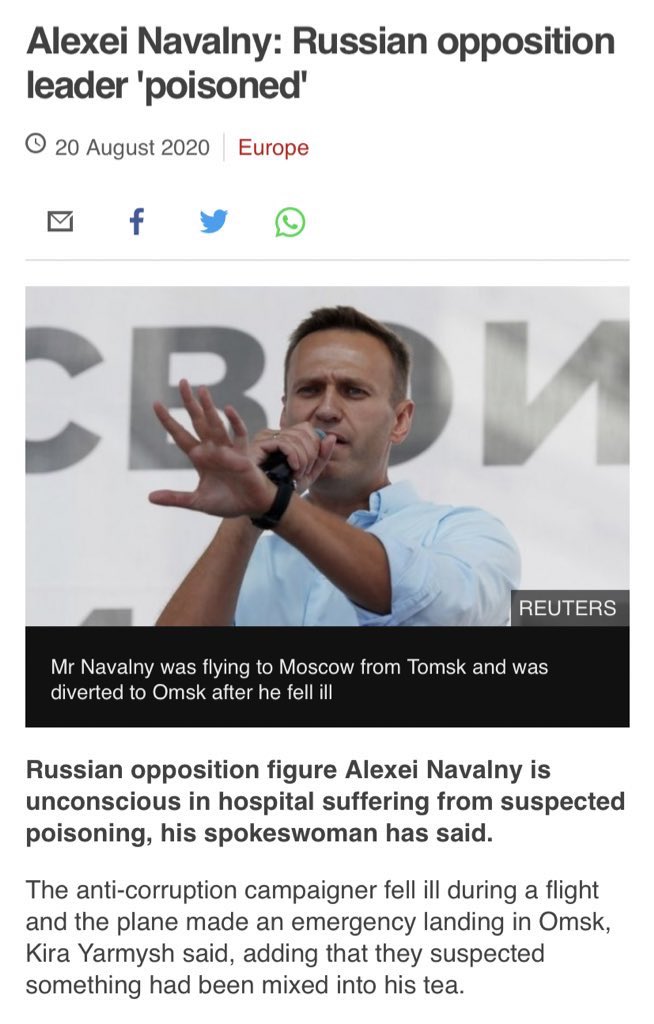 Alexei Navalny: Russian opposition
leader 'poisoned'
20 August 2020
Europe
СВОИ
REUTERS
Mr Navalny was flying to Moscow from Tomsk and was
diverted to Omsk after he fell ill
Russian opposition figure Alexei Navalny is
unconscious in hospital suffering from suspected
poisoning, his spokeswoman has said.
The anti-corruption campaigner fell ill during a flight
and the plane made an emergency landing in Omsk,
Kira Yarmysh said, adding that they suspected
something had been mixed into his tea.